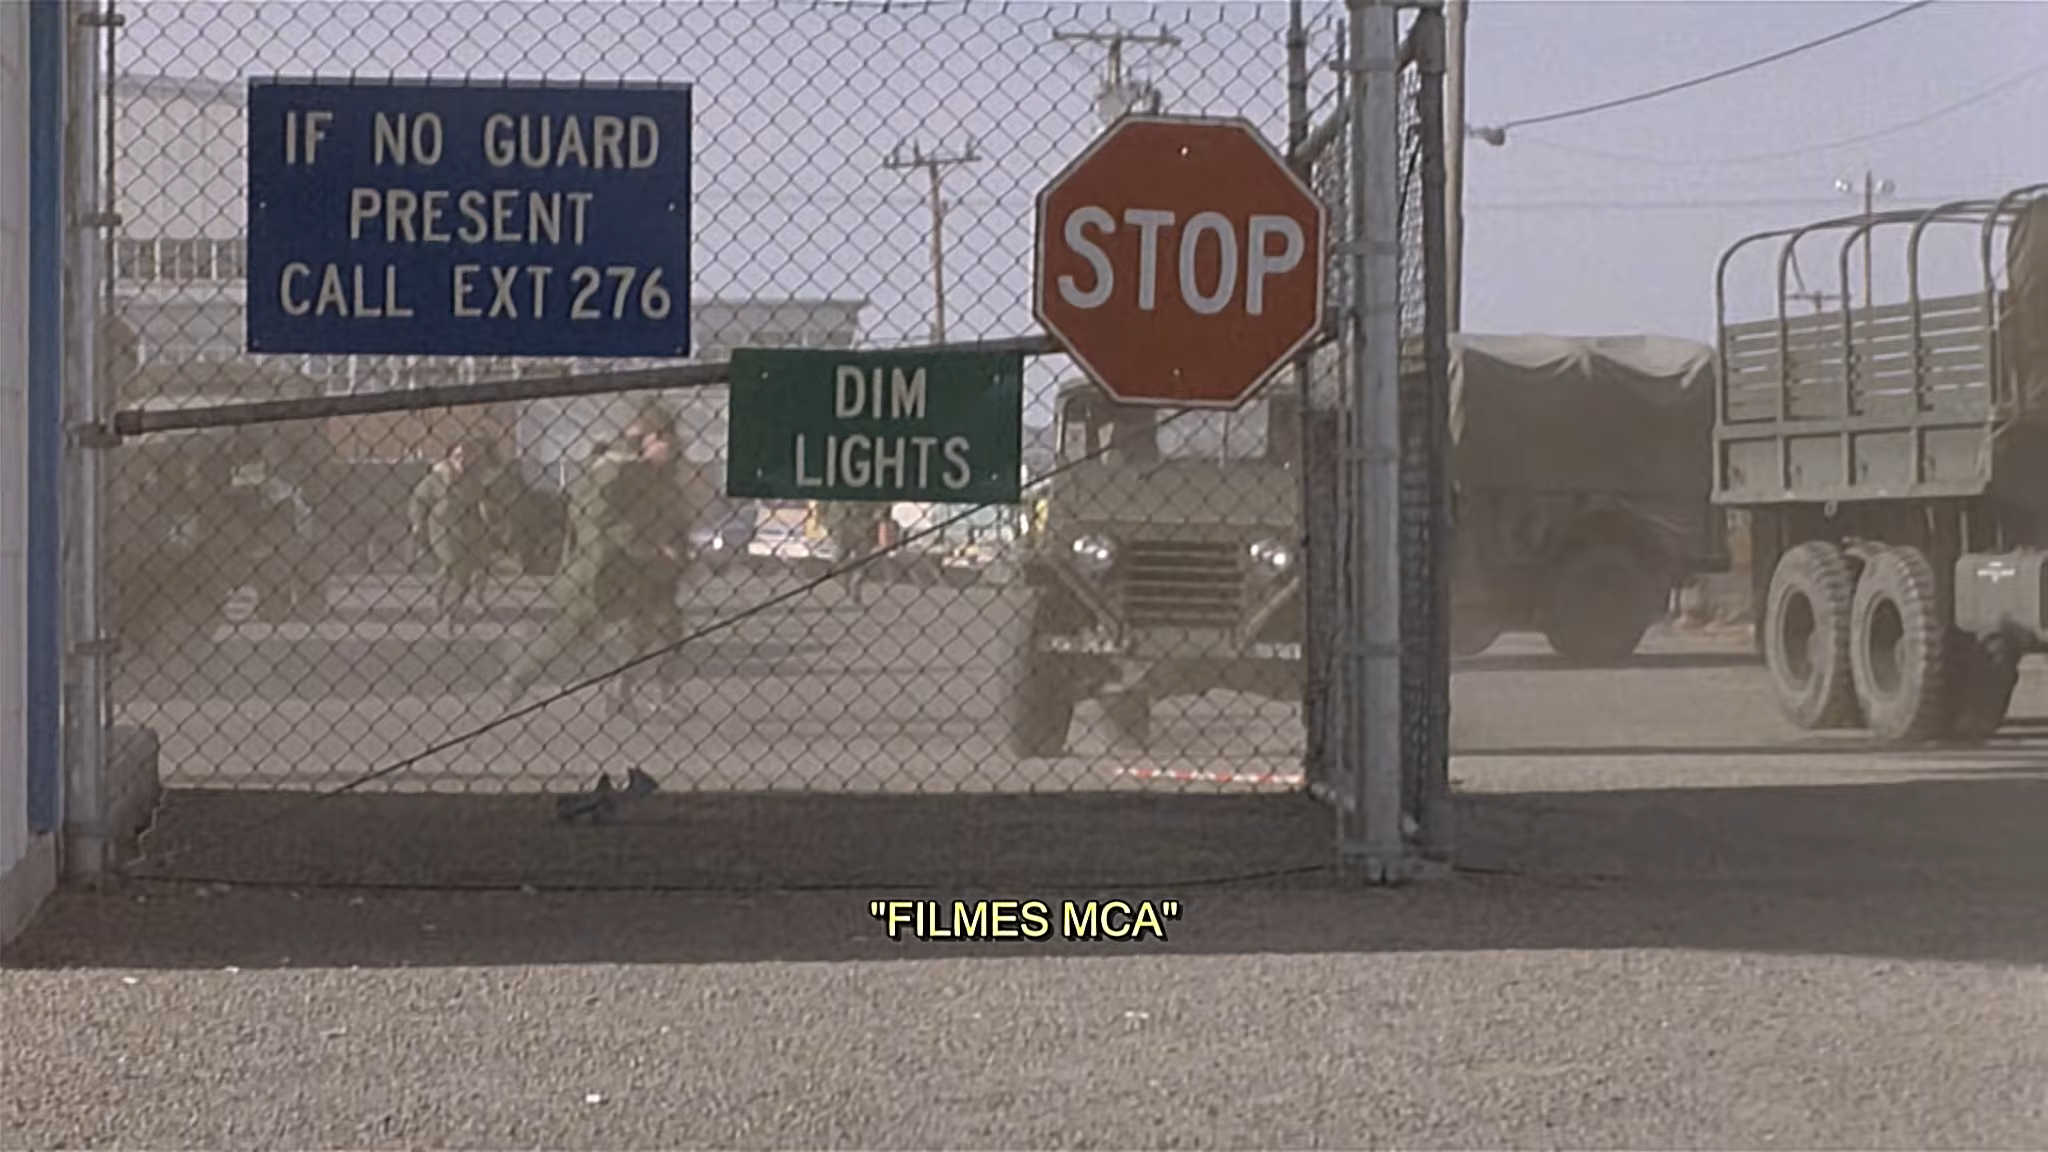 IF NO GUARD
PRESENT
CALL EXT 276
DIM
LIGHTS
STOP
"FILMES MCA"